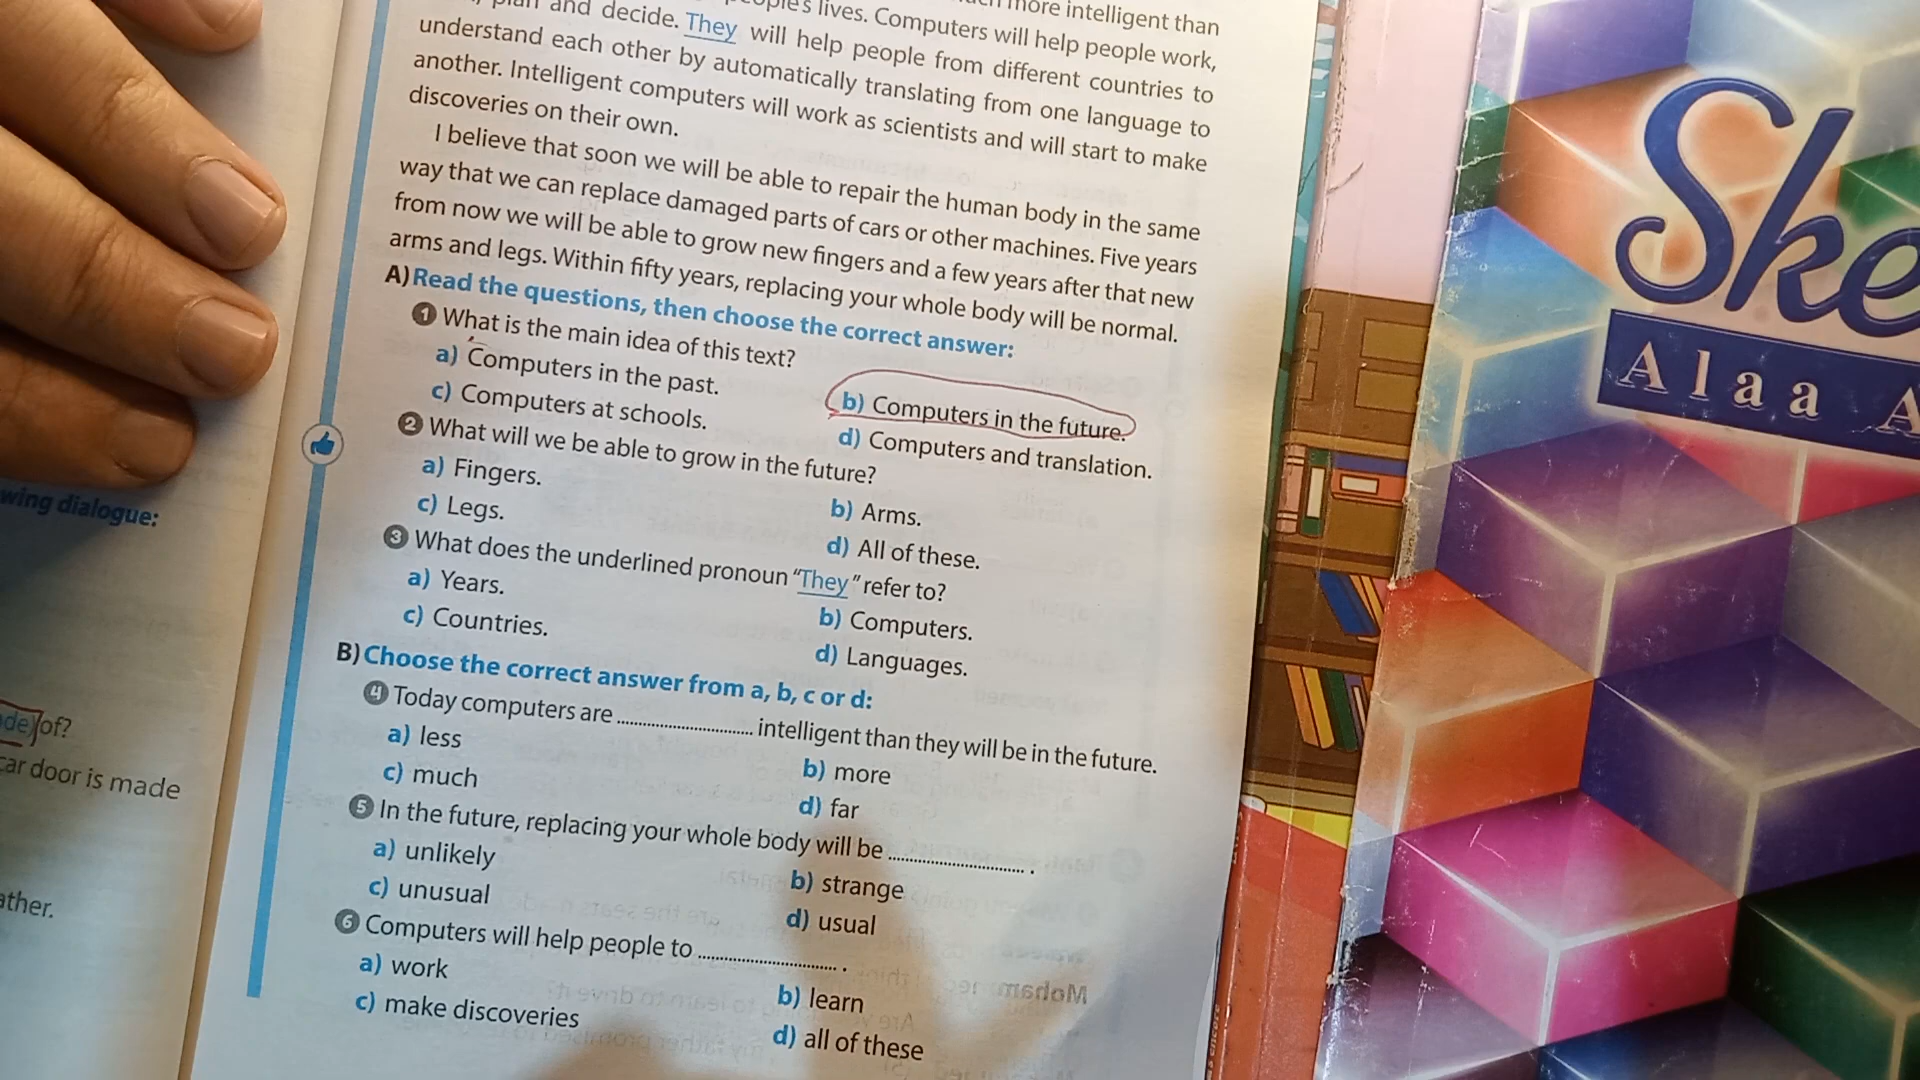 more intelligent than
people's lives. Computers will help people work,
plan and decide. They will help people from different countries to
understand each other by automatically translating from one language to
another. Intelligent computers will work as scientists and will start to make
discoveries on their own.
I believe that soon we will be able to repair the human body in the same
way that we can replace damaged parts of cars or other machines. Five years
from now we will be able to grow new fingers and a few years after that new
arms and legs. Within fifty years, replacing your whole body will be normal.
A) Read the questions, then choose the correct answer:
1 What is the main idea of this text?
a) Computers in the past.
b) Computers in the future.
c) Computers at schools.
d) Computers and translation.
2 What will we be able to grow in the future?
a) Fingers.
b) Arms.
c) Legs.
d) All of these.
3 What does the underlined pronoun "They" refer to?
a) Years.
b) Computers.
c) Countries.
d) Languages.
B) Choose the correct answer from a, b, c or d:
4 Today computers are .................... intelligent than they will be in the future.
a) less
b) more
c) much
d) far
5 In the future, replacing your whole body will be .................... .
a) unlikely
b) strange
c) unusual
d) usual
6 Computers will help people to .................... .
a) work
b) learn
c) make discoveries
d) all of these
wing dialogue:
de) of?
car door is made
ather.
Ske
Alaa A